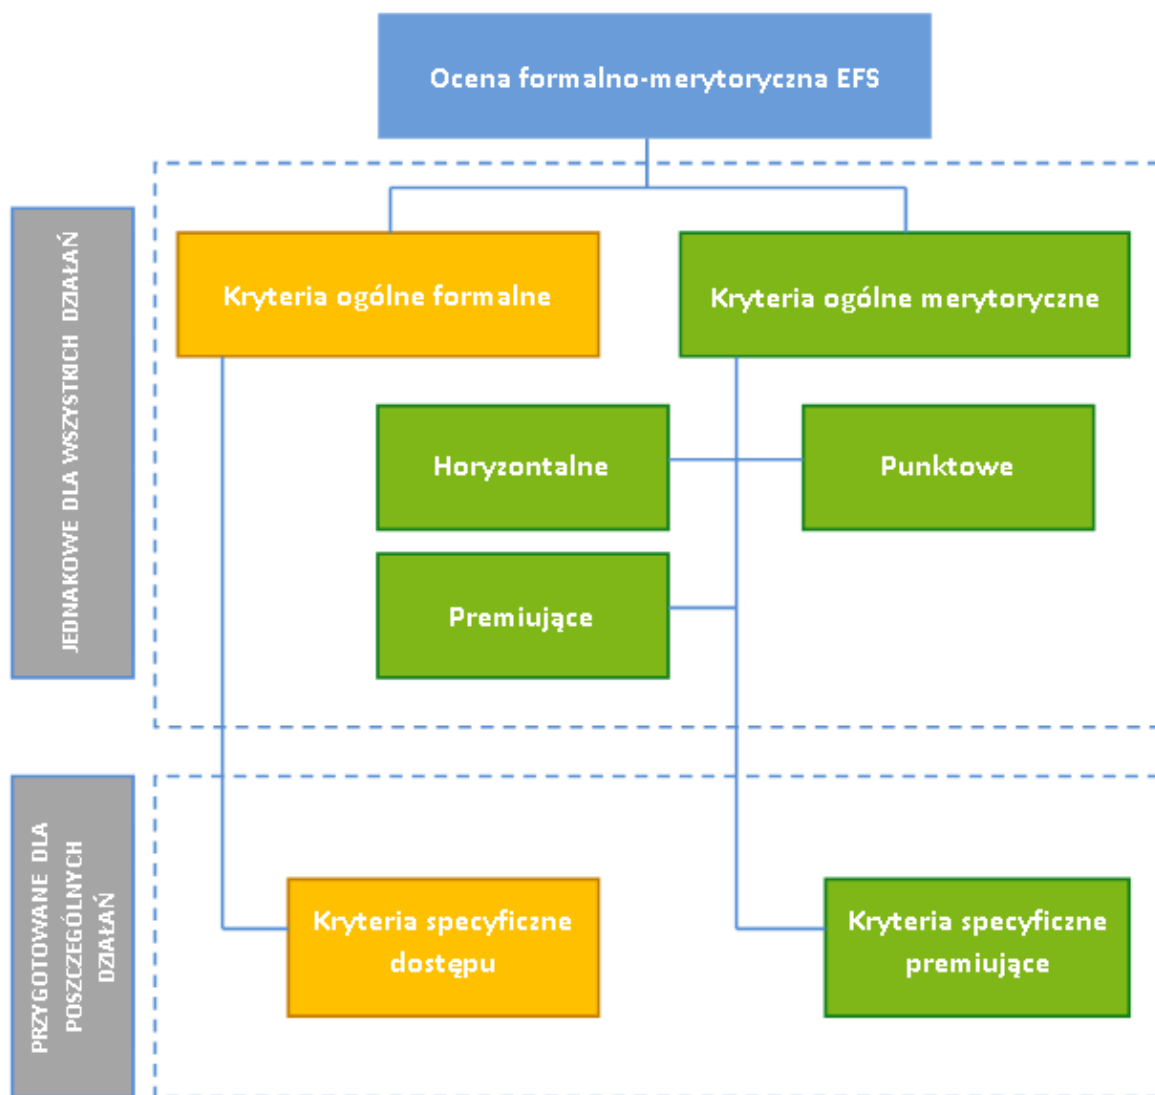 Ocena formalno-merytoryczna EFS
JEDNAKOWE DLA WSZYSTKICH DZIAŁAŃ
Kryteria ogólne formalne
Kryteria ogólne merytoryczne
Horyzontalne
Punktowe
Premiujące
PRZYGOTOWANE DLA
POSZCZEGÓLNYCH
DZIAŁAŃ
Kryteria specyficzne
dostępu
Kryteria specyficzne
premiujące